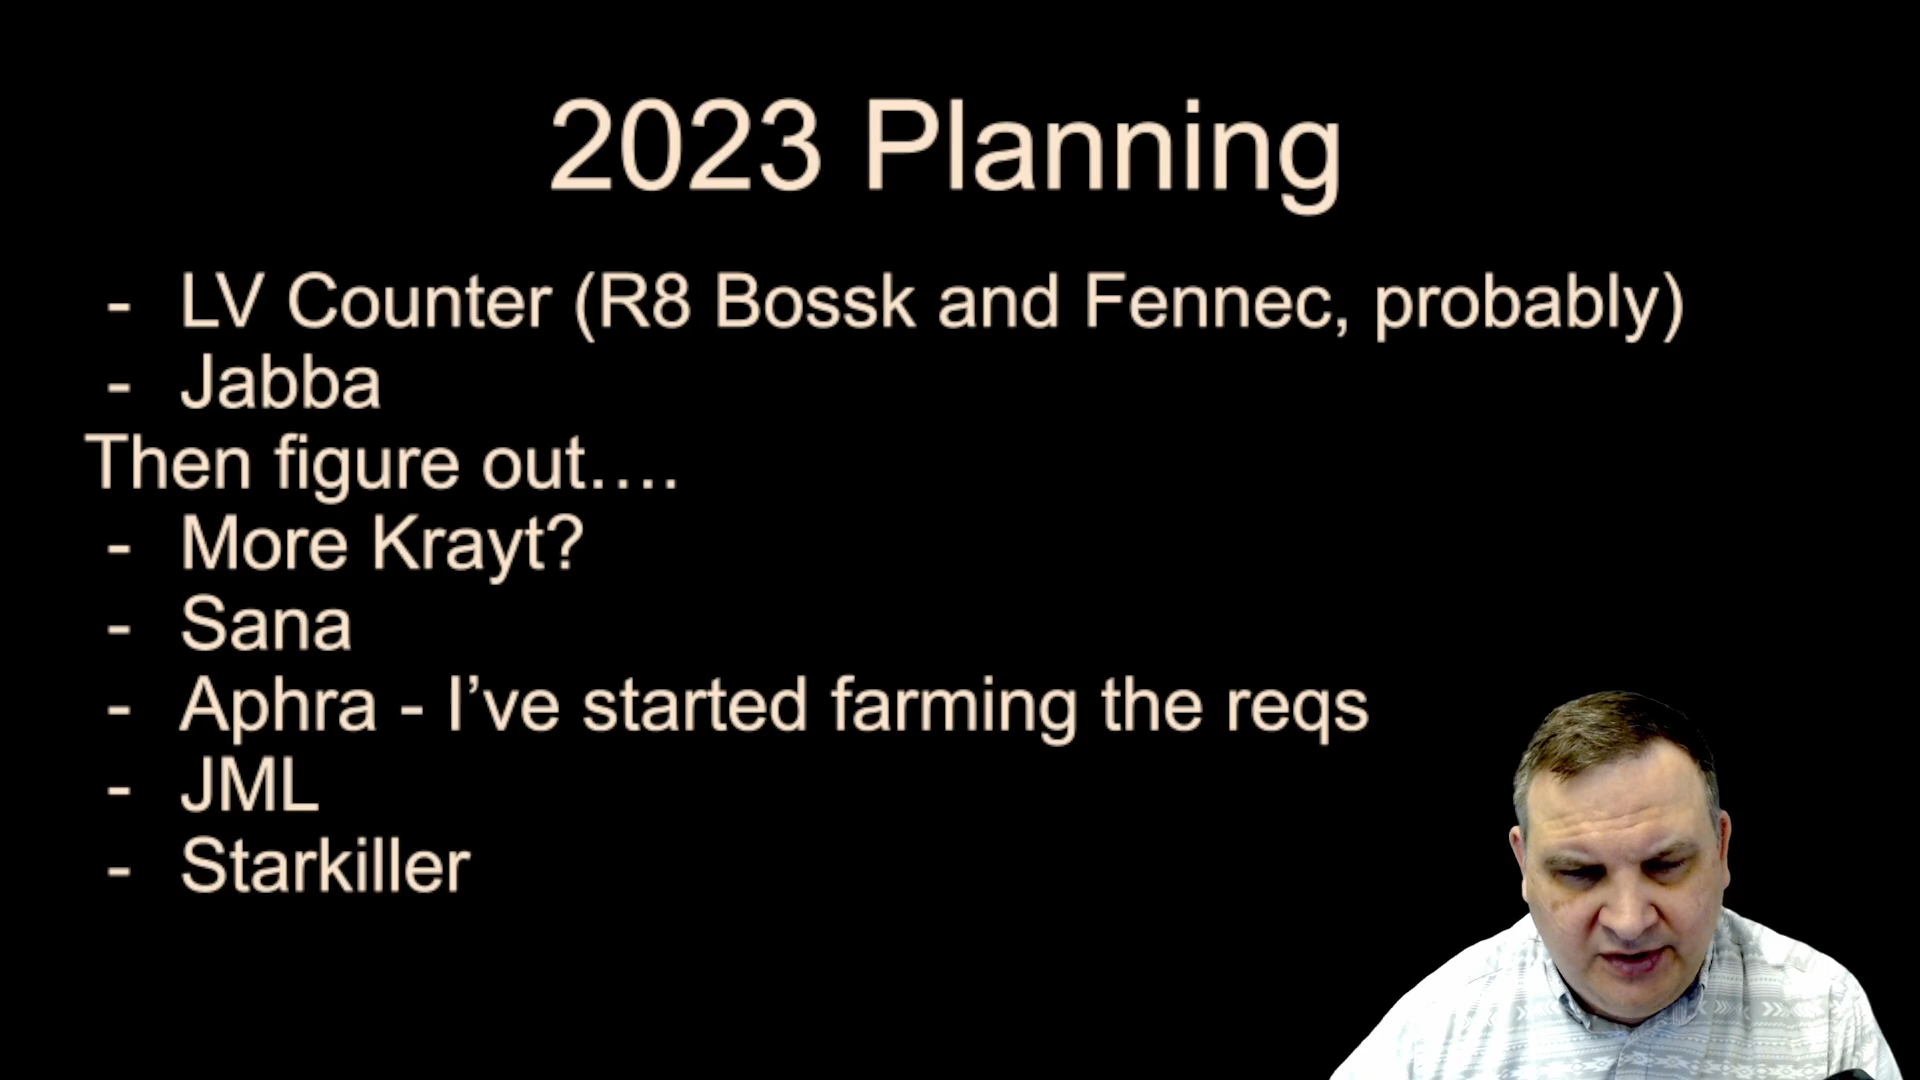 2023 Planning
- LV Counter (R8 Bossk and Fennec, probably)
- Jabba
Then figure out....
- More Krayt?
- Sana
- Aphra - I’ve started farming the reqs
- JML
- Starkiller